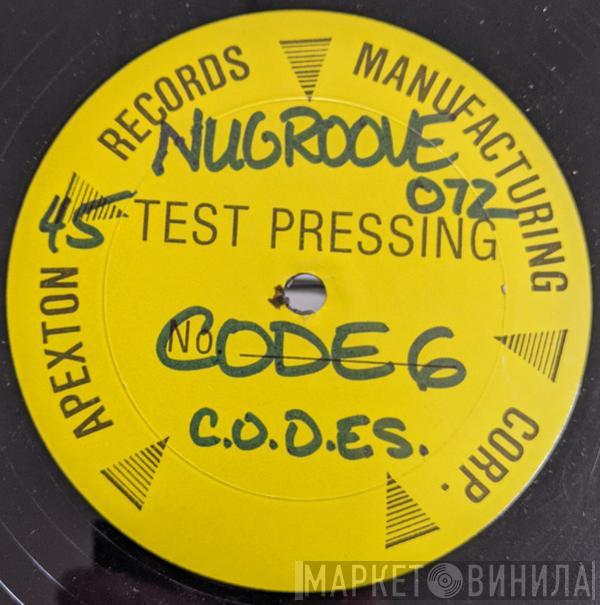 APEXTON RECORDS MANUFACTURING CORP.
NUGROOVE
072
45
TEST PRESSING
No. CODE 6
C.O.D.ES.
МАРКЕТ ВИНИЛА